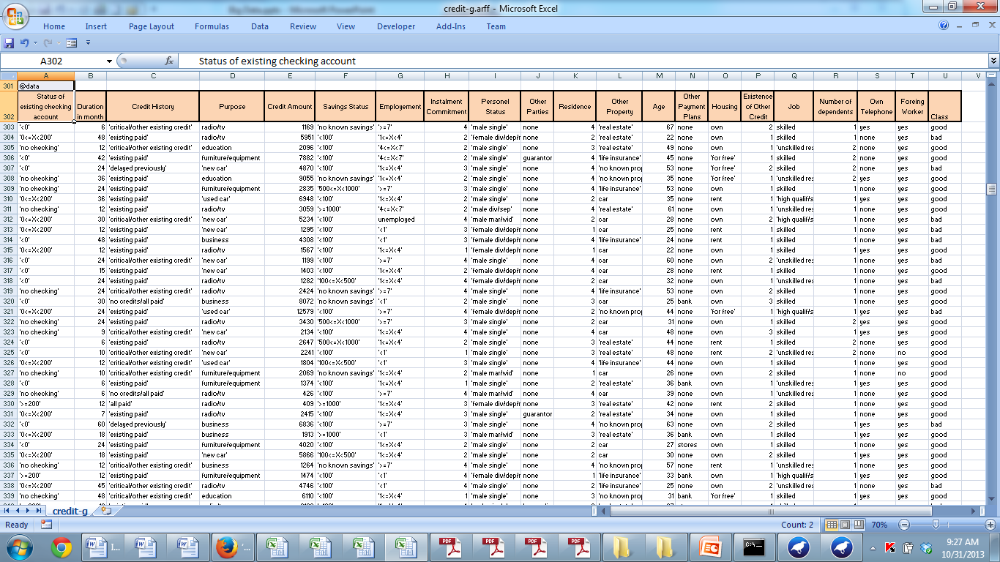 credit-g.arff - Microsoft Excel
Home Insert Page Layout Formulas Data Review View Developer Add-Ins Team
A302 fx Status of existing checking account
A B C D E F G H I J K L M N O P Q R S T U V
301 @data
302 Status of existing checking account Duration in month Credit History Purpose Credit Amount Savings Status Employement Instalment Commitment Personel Status Other Parties Residence Other Property Age Other Payment Plans Housing Existence of Other Credit Job Number of dependents Own Telephone Foreing Worker Class
303 '<0' 6 'critical/other existing credit' radio/tv 1169 'no known savings' '>=7' 4 'male single' none 4 'real estate' 67 none own 2 skilled 1 yes yes good
304 '0<=X<200' 48 'existing paid' radio/tv 5951 '<100' '1<=X<4' 2 'female div/dep/r none 2 'real estate' 22 none own 1 skilled 1 none yes bad
305 'no checking' 12 'critical/other existing credit' education 2096 '<100' '4<=X<7' 2 'male single' none 3 'real estate' 49 none own 1 'unskilled res 2 none yes good
306 '<0' 42 'existing paid' furniture/equipment 7882 '<100' '4<=X<7' 2 'male single' guarantor 4 'life insurance' 45 none 'for free' 1 skilled 2 none yes good
307 '<0' 24 'delayed previously' 'new car' 4870 '<100' '1<=X<4' 3 'male single' none 4 'no known prop 53 none 'for free' 2 skilled 2 none yes bad
308 'no checking' 36 'existing paid' education 9055 'no known savings' '1<=X<4' 2 'male single' none 4 'no known prop 35 none 'for free' 1 'unskilled res 2 yes yes good
309 'no checking' 24 'existing paid' furniture/equipment 2835 '500<=X<1000' '>=7' 3 'male single' none 4 'life insurance' 53 none own 1 skilled 1 none yes good
310 '0<=X<200' 36 'existing paid' 'used car' 6948 '<100' '1<=X<4' 2 'male single' none 2 car 35 none rent 1 'high qualif/s 1 yes yes good
311 'no checking' 12 'existing paid' radio/tv 3059 '>=1000' '4<=X<7' 2 'male div/sep' none 4 'real estate' 61 none own 1 'unskilled res 1 none yes good
312 '0<=X<200' 30 'critical/other existing credit' 'new car' 5234 '<100' unemployed 4 'male mar/wid' none 2 car 28 none own 2 'high qualif/s 1 none yes bad
313 '0<=X<200' 12 'existing paid' 'new car' 1295 '<100' '<1' 3 'female div/dep/r none 1 car 25 none rent 1 skilled 1 none yes bad
314 '<0' 48 'existing paid' business 4308 '<100' '<1' 3 'female div/dep/r none 4 'life insurance' 24 none rent 1 skilled 1 none yes bad
315 '0<=X<200' 12 'existing paid' radio/tv 1567 '<100' '1<=X<4' 1 'female div/dep/r none 1 car 22 none own 1 skilled 1 yes yes good
316 '<0' 24 'critical/other existing credit' 'new car' 1199 '<100' '>=7' 4 'male single' none 4 car 60 none own 2 'unskilled res 1 none yes bad
317 '<0' 15 'existing paid' 'new car' 1403 '<100' '1<=X<4' 2 'female div/dep/r none 4 car 28 none rent 1 skilled 1 none yes good
318 '<0' 24 'existing paid' radio/tv 1282 '100<=X<500' '1<=X<4' 4 'female div/dep/r none 2 car 32 none own 1 'unskilled res 1 none yes bad
319 'no checking' 24 'critical/other existing credit' radio/tv 2424 'no known savings' '>=7' 4 'male single' none 4 'life insurance' 53 none own 2 skilled 1 none yes good
320 '<0' 30 'no credits/all paid' business 8072 'no known savings' '<1' 2 'male single' none 3 car 25 bank own 3 skilled 1 none yes good
321 '0<=X<200' 24 'existing paid' 'used car' 12579 '<100' '>=7' 4 'female div/dep/r none 2 'no known prop 44 none 'for free' 1 'high qualif/s 1 yes yes bad
322 'no checking' 24 'existing paid' radio/tv 3430 '500<=X<1000' '>=7' 3 'male single' none 2 car 31 none own 1 skilled 2 yes yes good
323 'no checking' 9 'critical/other existing credit' 'new car' 2134 '<100' '1<=X<4' 4 'male single' none 4 car 48 none own 3 skilled 1 yes yes good
324 '<0' 6 'existing paid' radio/tv 2647 '500<=X<1000' '1<=X<4' 2 'male single' none 3 'real estate' 44 none rent 1 skilled 2 none yes good
325 '<0' 10 'critical/other existing credit' 'new car' 2241 '<100' '<1' 1 'male single' none 3 'real estate' 48 none rent 2 'unskilled res 2 none no good
326 '0<=X<200' 12 'critical/other existing credit' 'used car' 1804 '100<=X<500' '<1' 3 'male single' none 4 'life insurance' 44 none own 1 skilled 1 none yes good
327 'no checking' 10 'critical/other existing credit' furniture/equipment 2069 'no known savings' '1<=X<4' 2 'male mar/wid' none 1 car 26 none own 2 skilled 1 none no good
328 '<0' 6 'existing paid' furniture/equipment 1374 '<100' '1<=X<4' 1 'male single' none 2 'real estate' 36 bank own 1 'unskilled res 1 yes yes good
329 'no checking' 6 'no credits/all paid' radio/tv 426 '<100' '>=7' 4 'male mar/wid' none 4 car 39 none own 1 'unskilled res 1 none yes good
330 '>=200' 12 'all paid' radio/tv 409 '>=1000' '1<=X<4' 3 'female div/dep/r none 3 'real estate' 42 none rent 2 skilled 1 none yes good
331 '0<=X<200' 7 'existing paid' radio/tv 2415 '<100' '1<=X<4' 3 'male single' guarantor 2 'real estate' 34 none own 1 skilled 1 none yes good
332 '<0' 60 'delayed previously' business 6836 '<100' '>=7' 3 'male single' none 4 'no known prop 63 none own 2 skilled 1 yes yes bad
333 '0<=X<200' 18 'existing paid' business 1913 '>=1000' '<1' 3 'male mar/wid' none 3 'real estate' 36 bank own 1 skilled 1 yes yes good
334 '<0' 24 'existing paid' furniture/equipment 4020 '<100' '1<=X<4' 2 'male single' none 2 car 27 stores own 1 skilled 1 none yes good
335 '0<=X<200' 18 'existing paid' 'new car' 5866 '100<=X<500' '1<=X<4' 2 'male single' none 2 car 30 none own 2 skilled 1 yes yes good
336 'no checking' 12 'critical/other existing credit' business 1264 'no known savings' '>=7' 4 'male single' none 4 'no known prop 57 none rent 1 'unskilled res 1 none yes good
337 '>=200' 12 'existing paid' furniture/equipment 1474 '<100' '<1' 4 'female div/dep/r none 1 'life insurance' 33 bank own 1 'high qualif/s 1 yes yes good
338 '0<=X<200' 45 'critical/other existing credit' radio/tv 4746 '<100' '<1' 4 'male single' none 2 'life insurance' 25 none own 2 'unskilled res 1 none yes bad
339 'no checking' 48 'critical/other existing credit' education 6110 '<100' '1<=X<4' 1 'male single' none 3 'no known prop 31 bank 'for free' 1 skilled 1 yes yes good
credit-g
Ready Count: 2 70%
I... '...
PDF PDF PDF PDF
9:27 AM
10/31/2013